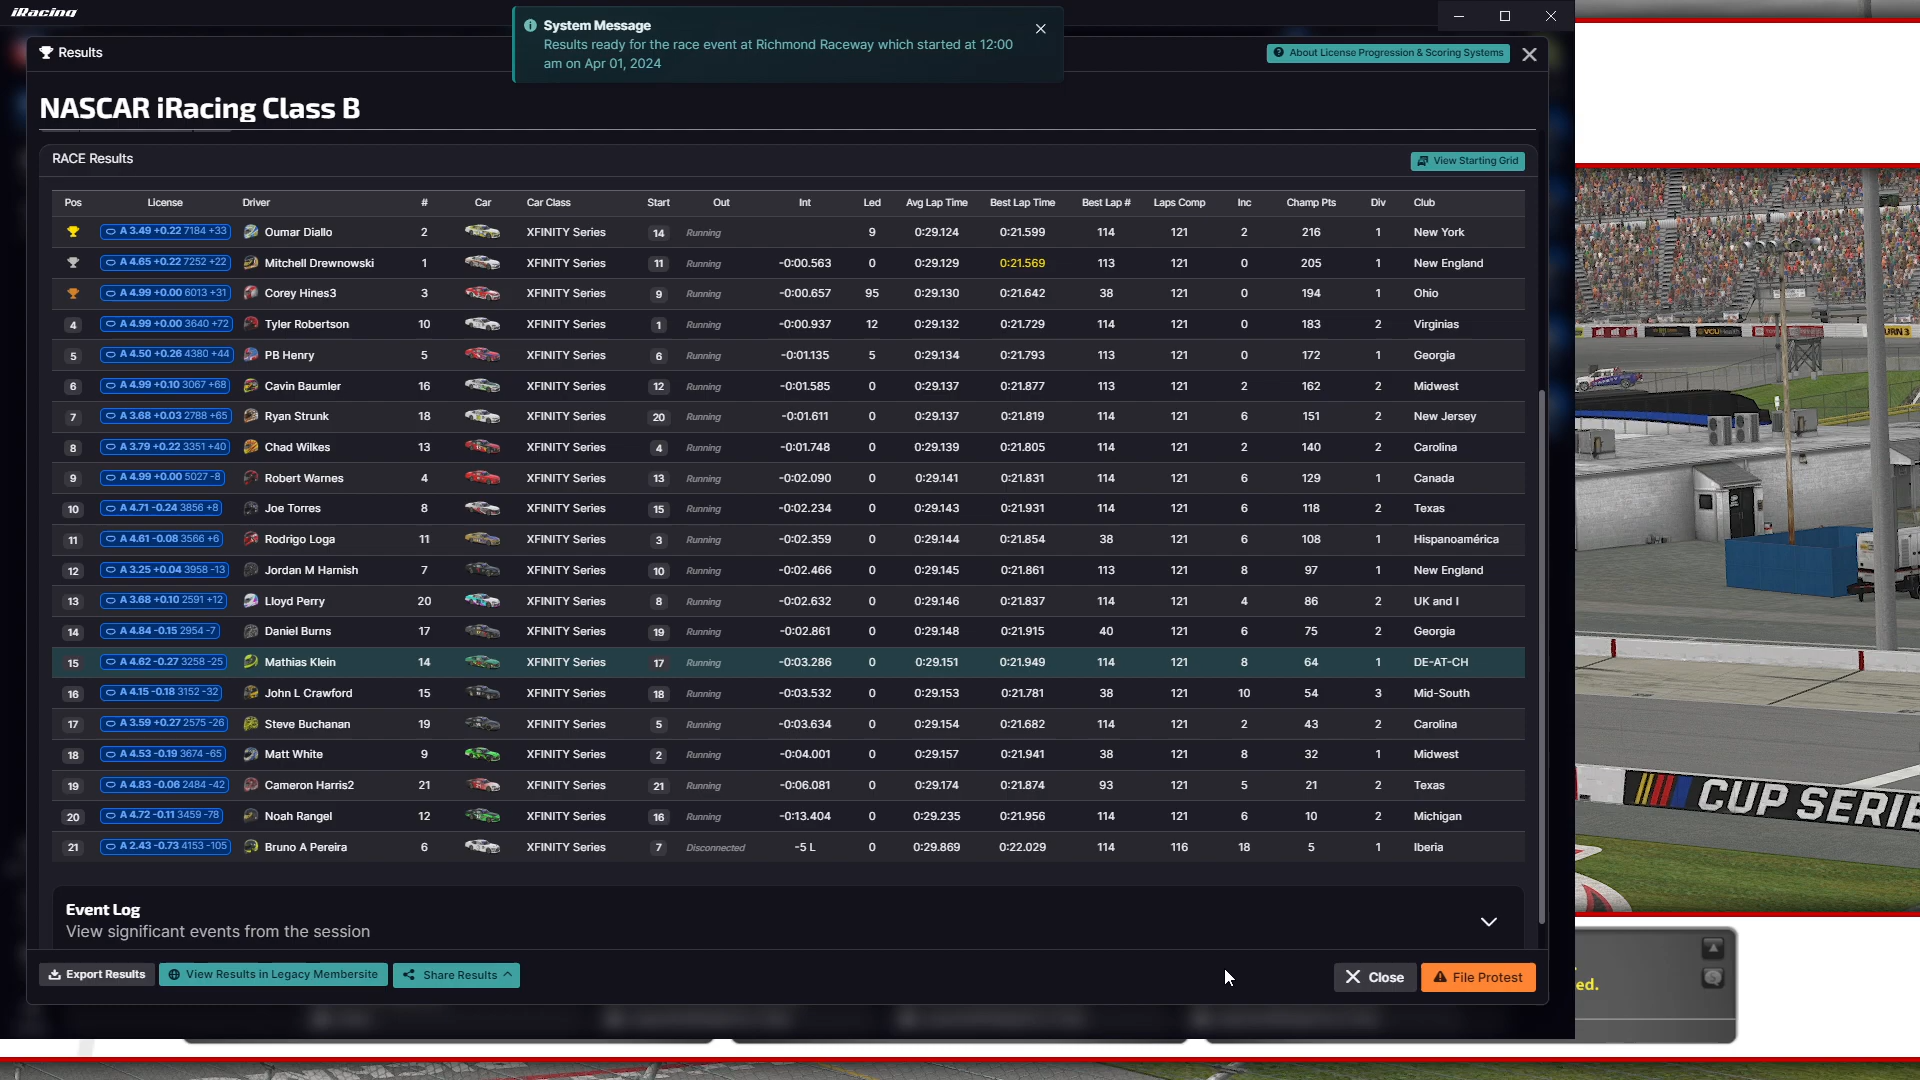 iRacing
System Message
Results ready for the race event at Richmond Raceway which started at 12:00
am on Apr 01, 2024
Results
About License Progression & Scoring Systems
NASCAR iRacing Class B
RACE Results
View Starting Grid
Pos License Driver # Car Car Class Start Out Int Led Avg Lap Time Best Lap Time Best Lap # Laps Comp Inc Champ Pts Div Club
A 3.49 +0.22 7184 +33 Oumar Diallo 2 XFINITY Series 14 Running 9 0:29.124 0:21.599 114 121 2 216 1 New York
A 4.65 +0.22 7252 +22 Mitchell Drewnowski 1 XFINITY Series 11 Running -0:00.563 0 0:29.129 0:21.569 113 121 0 205 1 New England
A 4.99 +0.00 6013 +31 Corey Hines3 3 XFINITY Series 9 Running -0:00.657 95 0:29.130 0:21.642 38 121 0 194 1 Ohio
4 A 4.99 +0.00 3640 +72 Tyler Robertson 10 XFINITY Series 1 Running -0:00.937 12 0:29.132 0:21.729 114 121 0 183 2 Virginias
5 A 4.50 +0.26 4380 +44 PB Henry 5 XFINITY Series 6 Running -0:01.135 5 0:29.134 0:21.793 113 121 0 172 1 Georgia
6 A 4.99 +0.10 3067 +68 Cavin Baumler 16 XFINITY Series 12 Running -0:01.585 0 0:29.137 0:21.877 113 121 2 162 2 Midwest
7 A 3.68 +0.03 2788 +65 Ryan Strunk 18 XFINITY Series 20 Running -0:01.611 0 0:29.137 0:21.819 114 121 6 151 2 New Jersey
8 A 3.79 +0.22 3351 +40 Chad Wilkes 13 XFINITY Series 4 Running -0:01.748 0 0:29.139 0:21.805 114 121 2 140 2 Carolina
9 A 4.99 +0.00 5027 -8 Robert Warnes 4 XFINITY Series 13 Running -0:02.090 0 0:29.141 0:21.831 114 121 6 129 1 Canada
10 A 4.71 -0.24 3856 +8 Joe Torres 8 XFINITY Series 15 Running -0:02.234 0 0:29.143 0:21.931 114 121 6 118 2 Texas
11 A 4.61 -0.08 3566 +6 Rodrigo Loga 11 XFINITY Series 3 Running -0:02.359 0 0:29.144 0:21.854 38 121 6 108 1 Hispanoamérica
12 A 3.25 +0.04 3958 -13 Jordan M Harnish 7 XFINITY Series 10 Running -0:02.466 0 0:29.145 0:21.861 113 121 8 97 1 New England
13 A 3.68 +0.10 2591 +12 Lloyd Perry 20 XFINITY Series 8 Running -0:02.632 0 0:29.146 0:21.837 114 121 4 86 2 UK and I
14 A 4.84 -0.15 2954 -7 Daniel Burns 17 XFINITY Series 19 Running -0:02.861 0 0:29.148 0:21.915 40 121 6 75 2 Georgia
15 A 4.62 -0.27 3258 -25 Mathias Klein 14 XFINITY Series 17 Running -0:03.286 0 0:29.151 0:21.949 114 121 8 64 1 DE-AT-CH
16 A 4.15 -0.18 3152 -32 John L Crawford 15 XFINITY Series 18 Running -0:03.532 0 0:29.153 0:21.781 38 121 10 54 3 Mid-South
17 A 3.59 +0.27 2575 -26 Steve Buchanan 19 XFINITY Series 5 Running -0:03.634 0 0:29.154 0:21.682 114 121 2 43 2 Carolina
18 A 4.53 -0.19 3674 -65 Matt White 9 XFINITY Series 2 Running -0:04.001 0 0:29.157 0:21.941 38 121 8 32 1 Midwest
19 A 4.83 -0.06 2484 -42 Cameron Harris2 21 XFINITY Series 21 Running -0:06.081 0 0:29.174 0:21.874 93 121 5 21 2 Texas
20 A 4.72 -0.11 3459 -78 Noah Rangel 12 XFINITY Series 16 Running -0:13.404 0 0:29.235 0:21.956 114 121 6 10 2 Michigan
21 A 2.43 -0.73 4153 -105 Bruno A Pereira 6 XFINITY Series 7 Disconnected -5 L 0 0:29.869 0:22.029 114 116 18 5 1 Iberia
Event Log
View significant events from the session
Export Results
View Results in Legacy Membersite
Share Results
Close
File Protest
VCU
URN 3
CUP SERIE
ed.